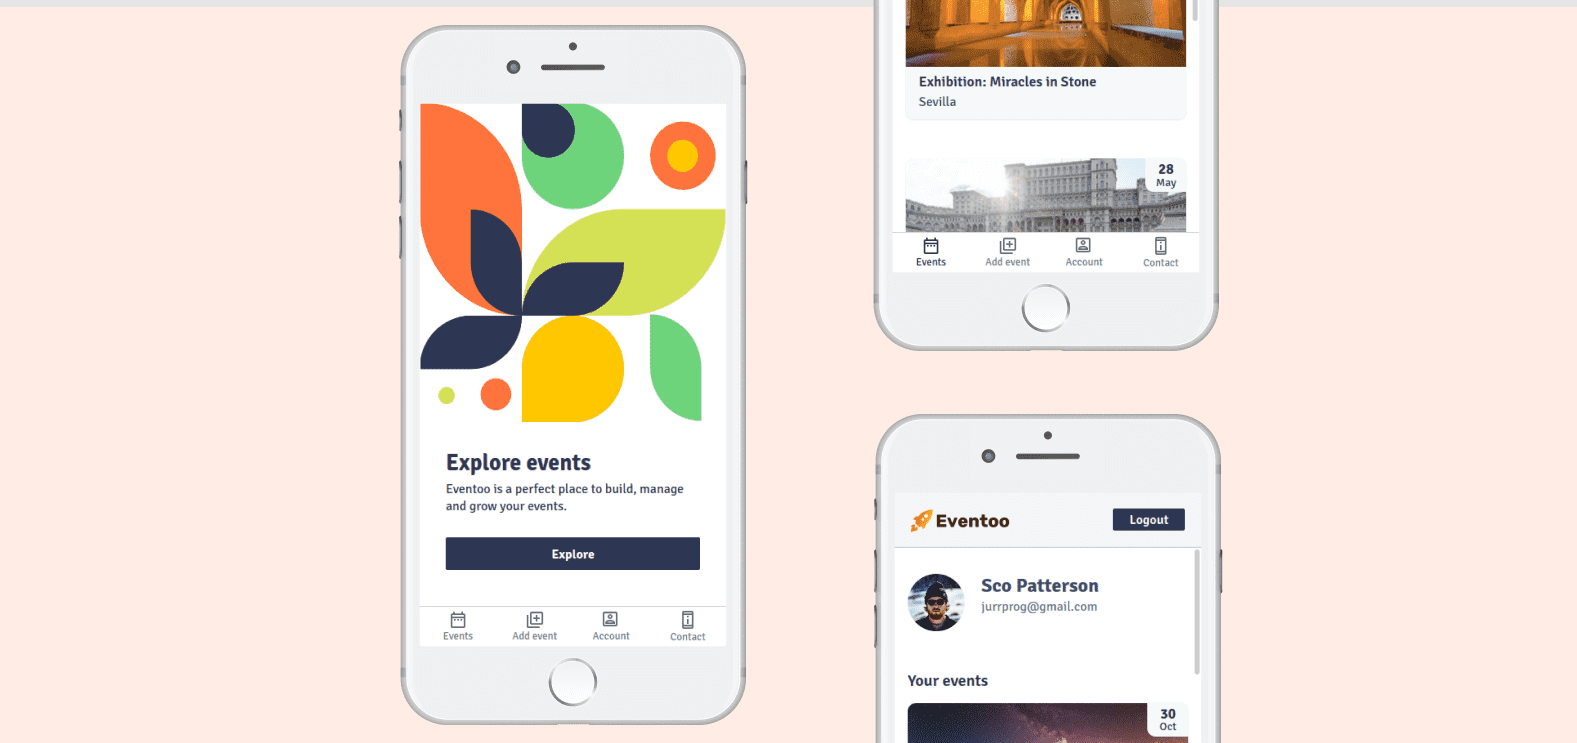 Explore events
Eventoo is a perfect place to build, manage
and grow your events.
Explore
Events
Add event
Account
Contact
Exhibition: Miracles in Stone
Sevilla
28
May
Events
Add event
Account
Contact
Eventoo
Logout
Sco Patterson
jurrprog@gmail.com
Your events
30
Oct